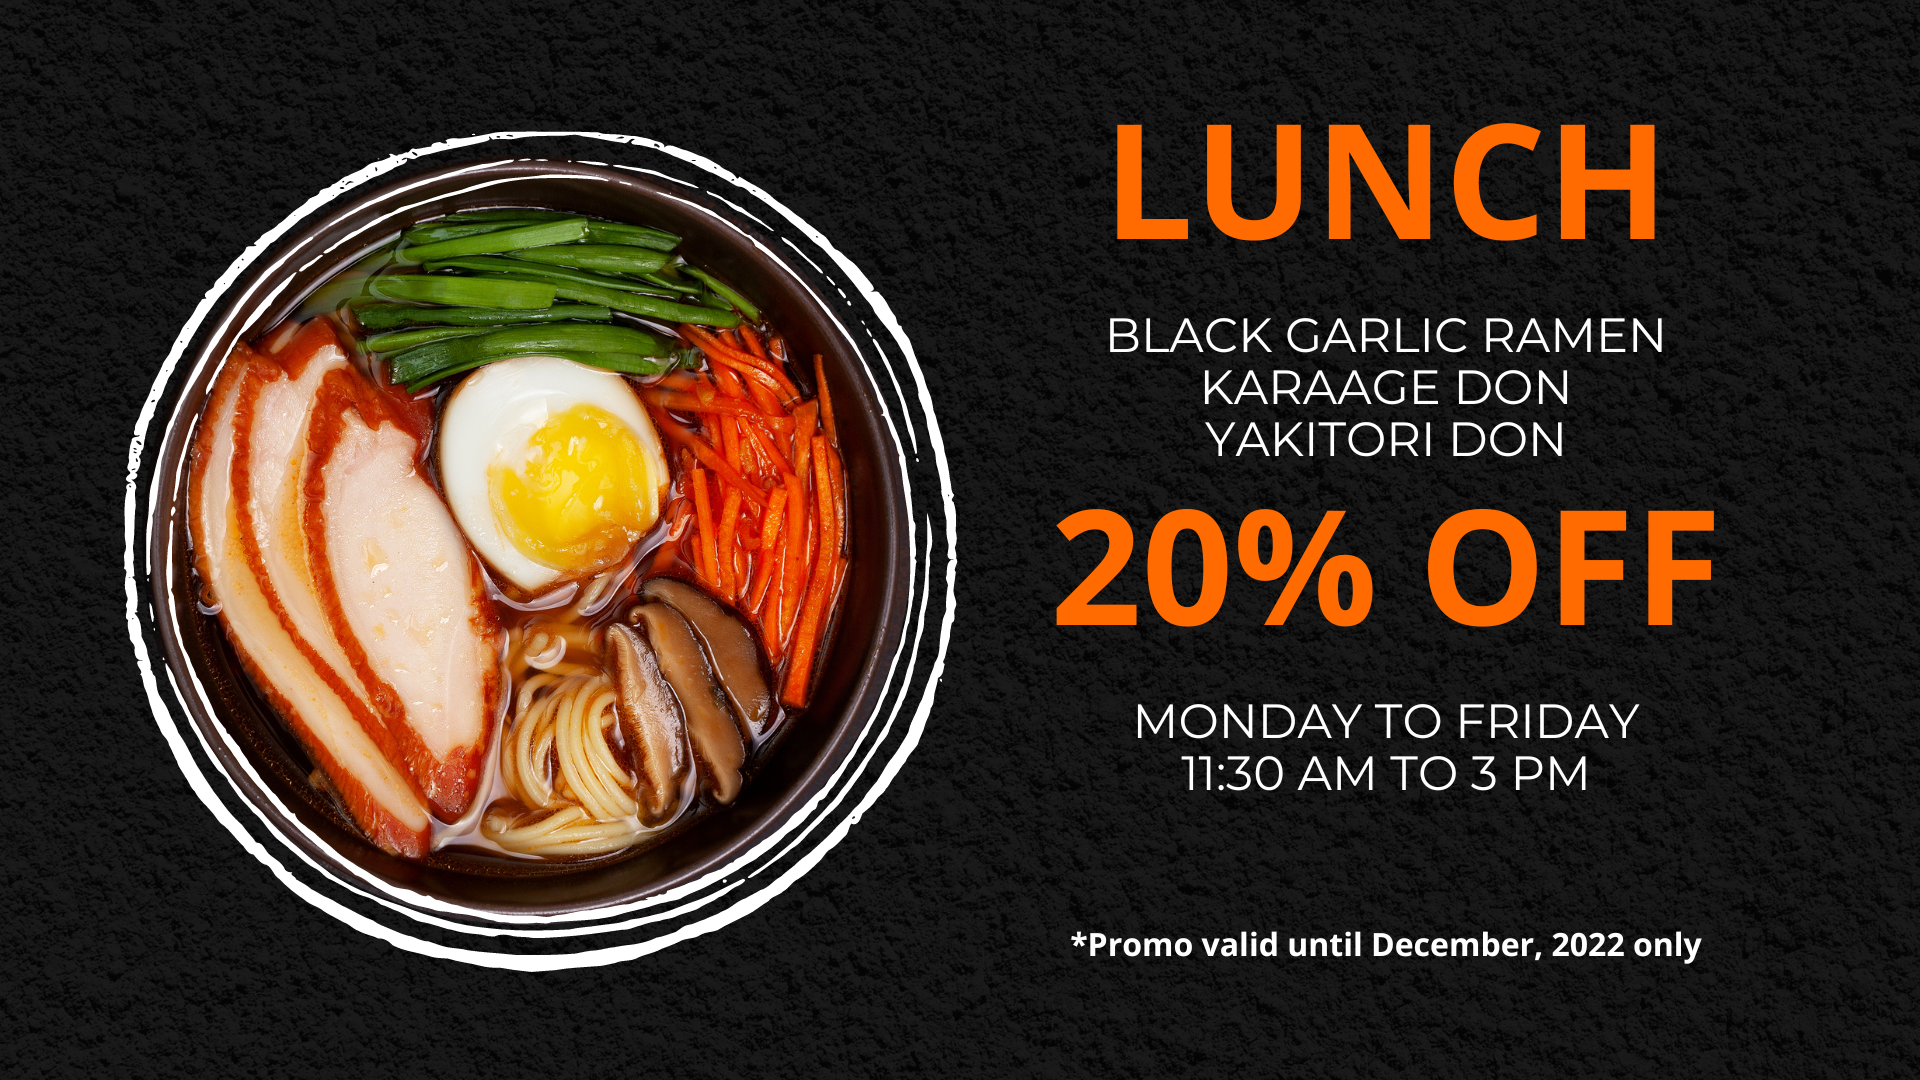 LUNCH
BLACK GARLIC RAMEN
KARAAGE DON
YAKITORI DON
20% OFF
MONDAY TO FRIDAY
11:30 AM TO 3 PM
*Promo valid until December, 2022 only